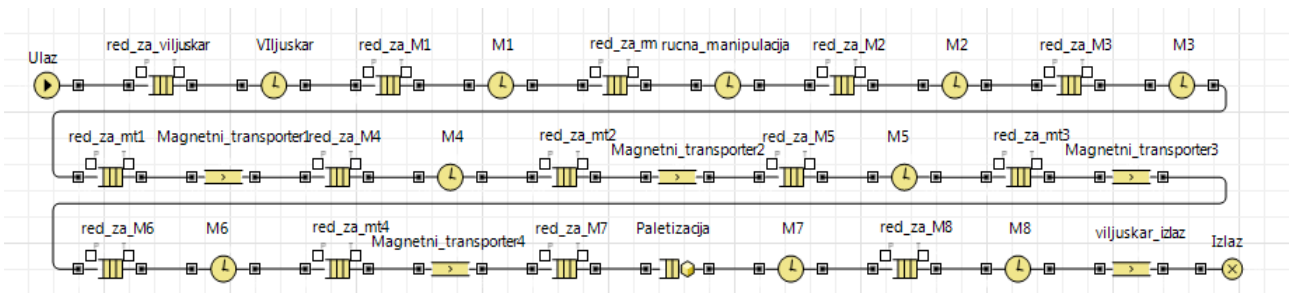 Ulaz
red_za_viljuskar
VIljuskar
red_za_M1
M1
red_za_rm
rucna_manipulacija
red_za_M2
M2
red_za_M3
M3
red_za_mt1
Magnetni_transporter1
red_za_M4
M4
red_za_mt2
Magnetni_transporter2
red_za_M5
M5
red_za_mt3
Magnetni_transporter3
red_za_M6
M6
red_za_mt4
Magnetni_transporter4
red_za_M7
Paletizacija
M7
red_za_M8
M8
viljuskar_izlaz
Izlaz